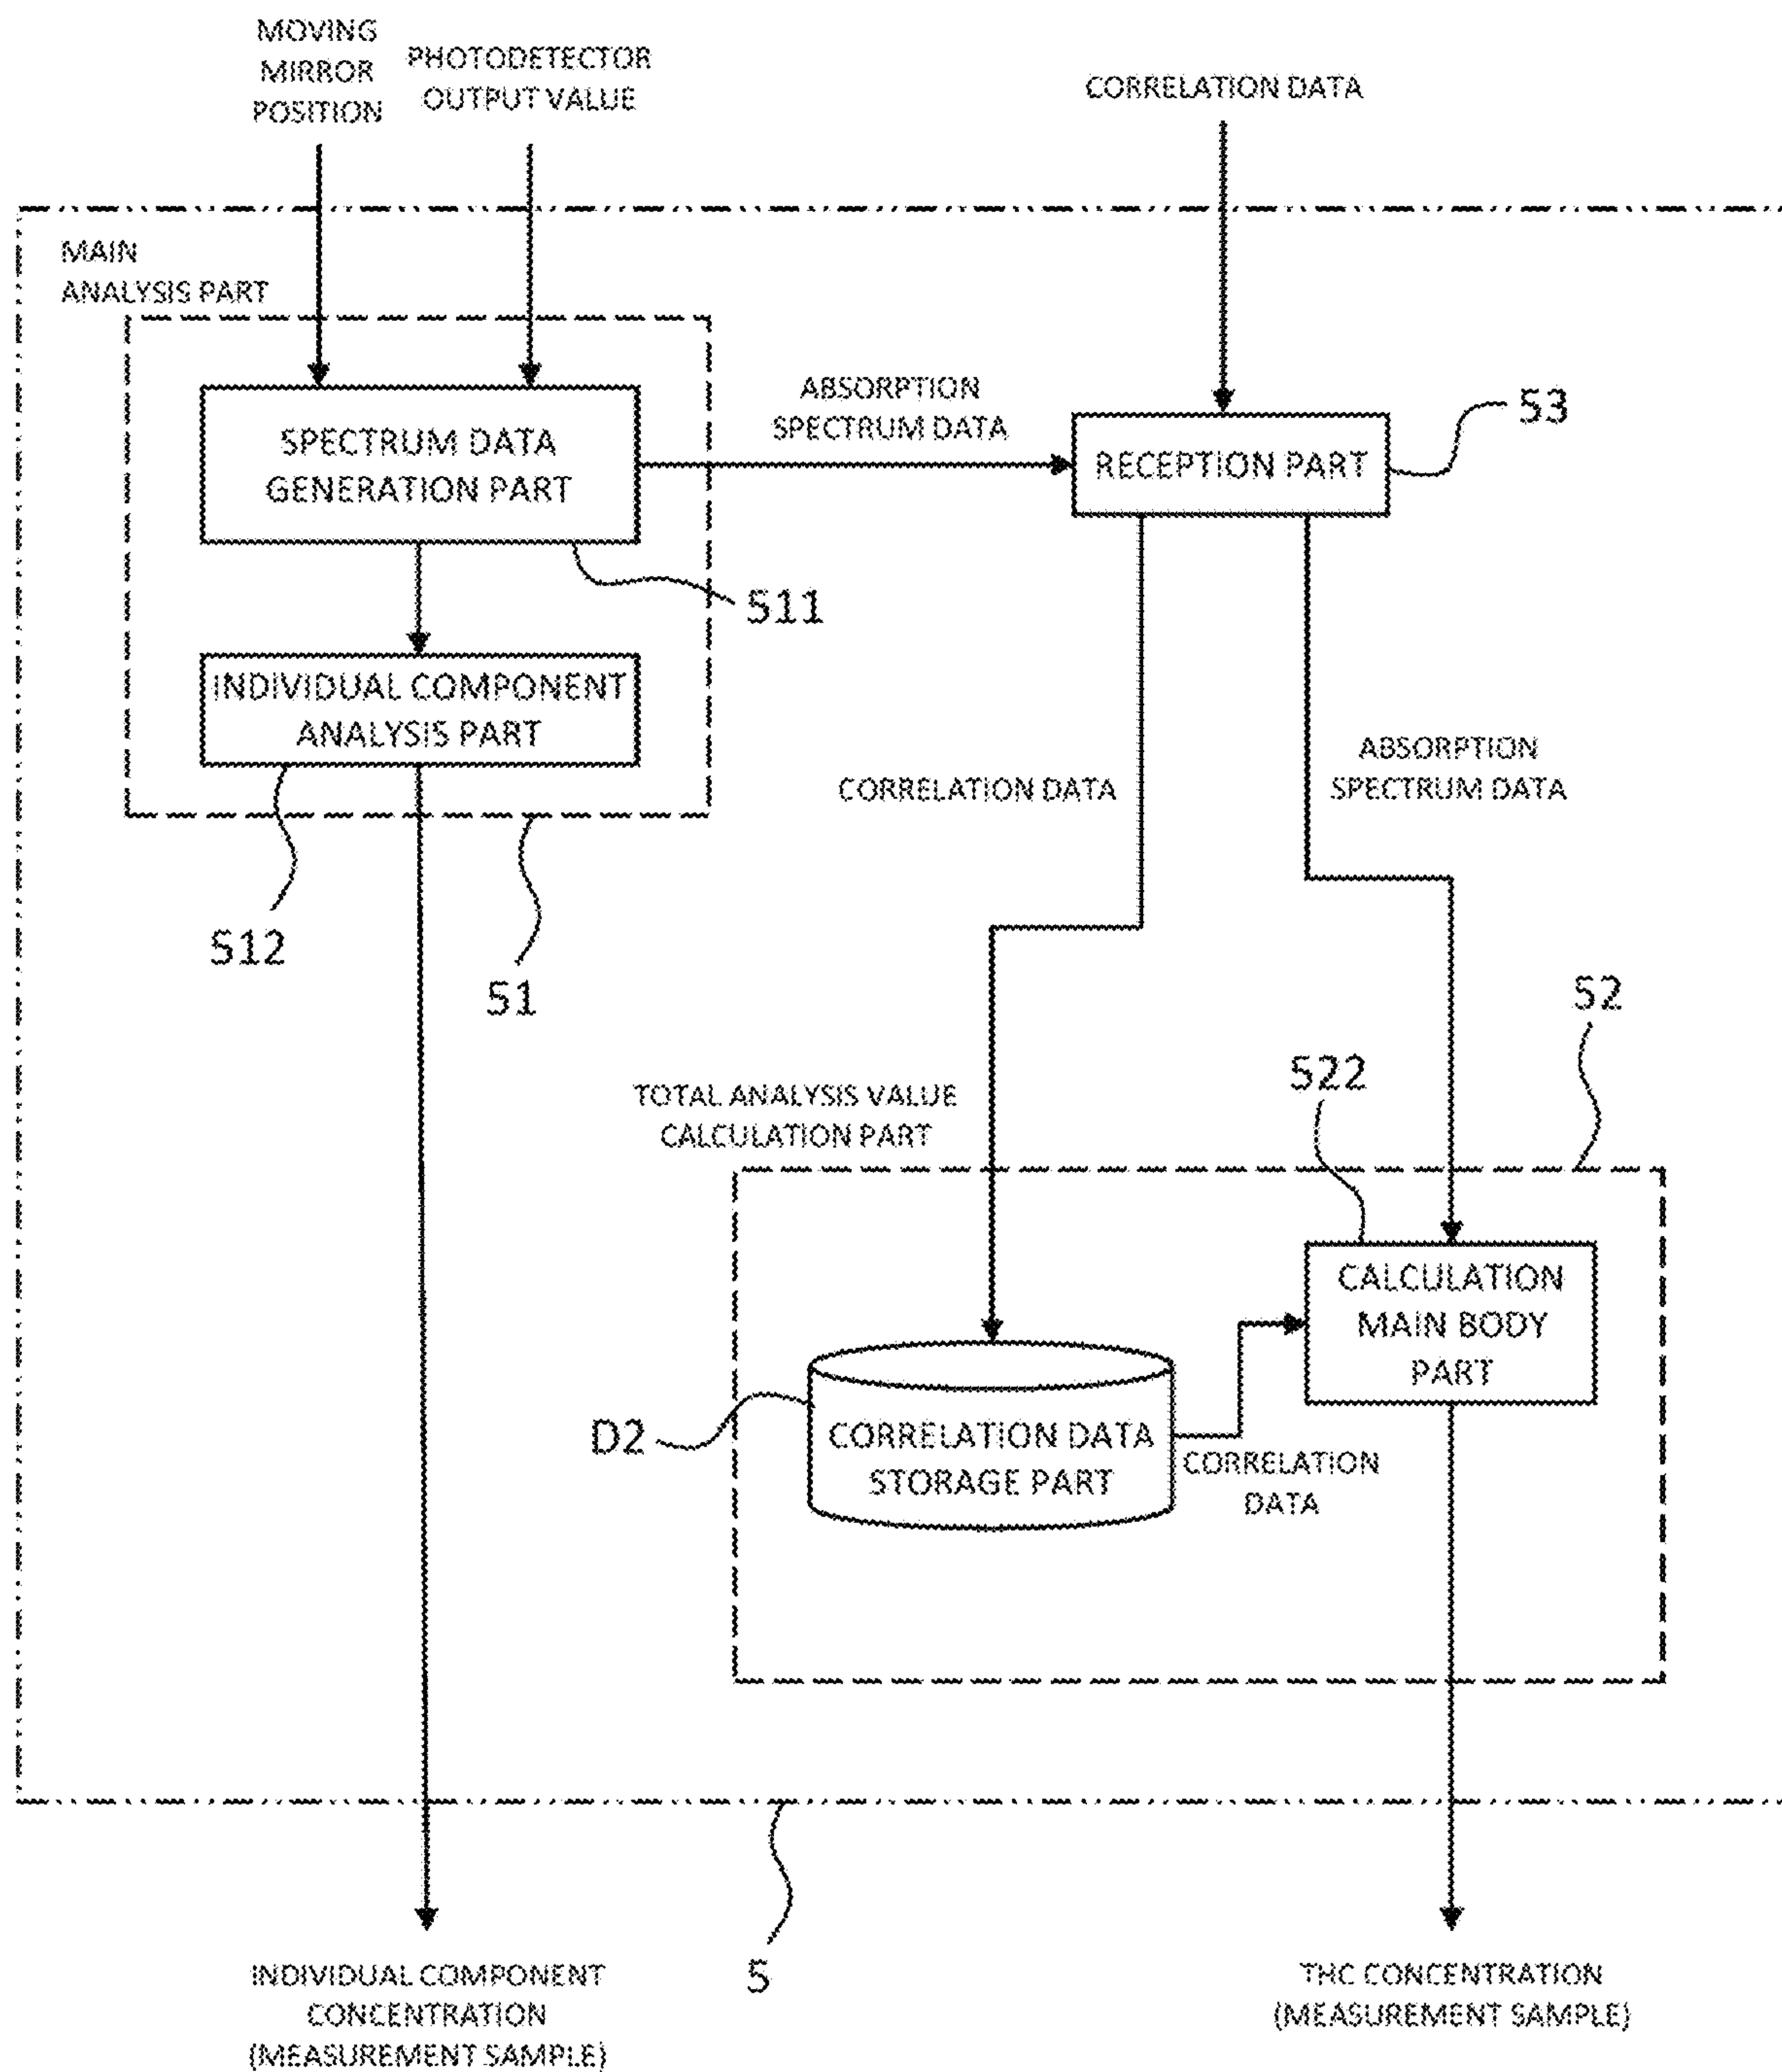 MOVING
MIRROR
POSITION
PHOTODETECTOR
OUTPUT VALUE
CORRELATION DATA
MAIN
ANALYSIS PART
SPECTRUM DATA
GENERATION PART
ABSORPTION
SPECTRUM DATA
RECEPTION PART
53
511
INDIVIDUAL COMPONENT
ANALYSIS PART
CORRELATION DATA
ABSORPTION
SPECTRUM DATA
512
51
52
522
TOTAL ANALYSIS VALUE
CALCULATION PART
CALCULATION
MAIN BODY
PART
D2
CORRELATION DATA
STORAGE PART
CORRELATION
DATA
5
INDIVIDUAL COMPONENT
CONCENTRATION
(MEASUREMENT SAMPLE)
THC CONCENTRATION
(MEASUREMENT SAMPLE)